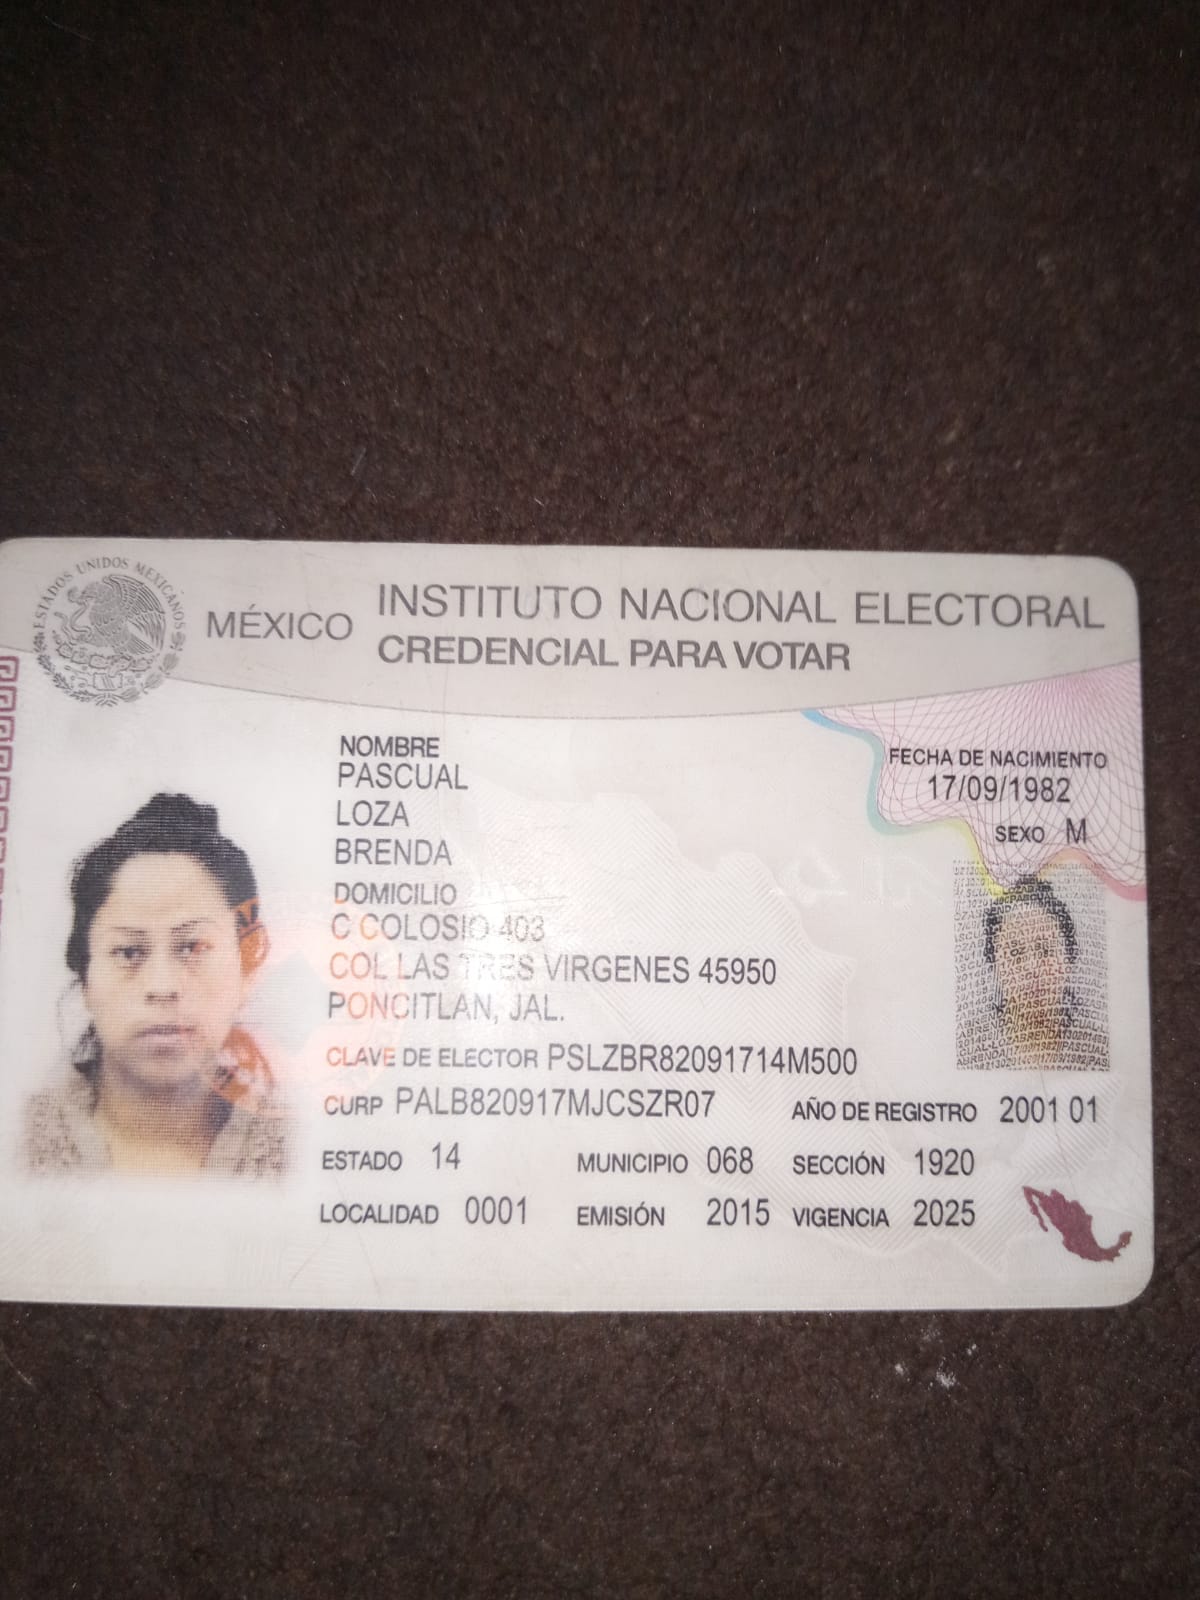 ESTADOS UNIDOS MEXICANOS
MÉXICO
INSTITUTO NACIONAL ELECTORAL
CREDENCIAL PARA VOTAR
NOMBRE
PASCUAL
LOZA
BRENDA
FECHA DE NACIMIENTO
17/09/1982
SEXO M
DOMICILIO
C COLOSIO 403
COL LAS TRES VIRGENES 45950
PONCITLAN, JAL.
CLAVE DE ELECTOR PSLZBR82091714M500
CURP PALB820917MJCSZR07
AÑO DE REGISTRO 2001 01
ESTADO 14
MUNICIPIO 068
SECCIÓN 1920
LOCALIDAD 0001
EMISIÓN 2015
VIGENCIA 2025